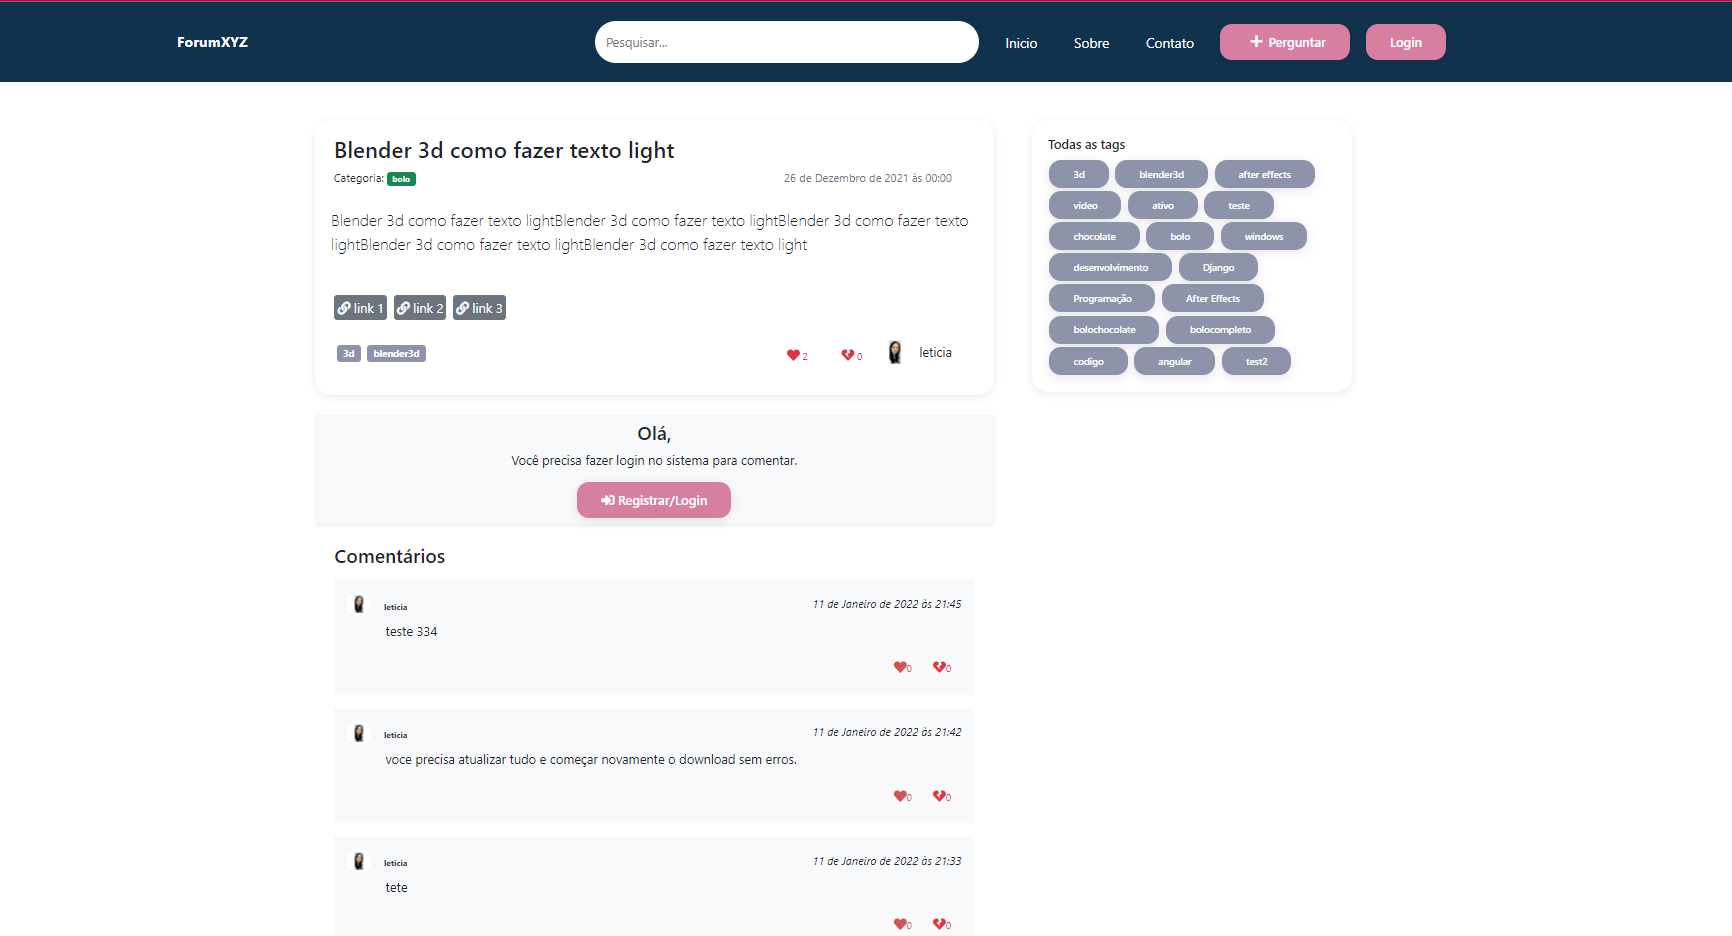 ForumXYZ
Pesquisar...
Inicio
Sobre
Contato
Perguntar
Login
Blender 3d como fazer texto light
Categoria: bolo
26 de Dezembro de 2021 às 00:00
Blender 3d como fazer texto lightBlender 3d como fazer texto lightBlender 3d como fazer texto
lightBlender 3d como fazer texto lightBlender 3d como fazer texto light
link 1 link 2 link 3
3d blender3d
2
0
leticia
Todas as tags
3d blender3d after effects
video ativo teste
chocolate bolo windows
desenvolvimento Django
Programação After Effects
bolochocolate bolocompleto
codigo angular test2
Olá,
Você precisa fazer login no sistema para comentar.
Registrar/Login
Comentários
leticia
11 de Janeiro de 2022 às 21:45
teste 334
0 0
leticia
11 de Janeiro de 2022 às 21:42
voce precisa atualizar tudo e começar novamente o download sem erros.
0 0
leticia
11 de Janeiro de 2022 às 21:33
tete
0 0